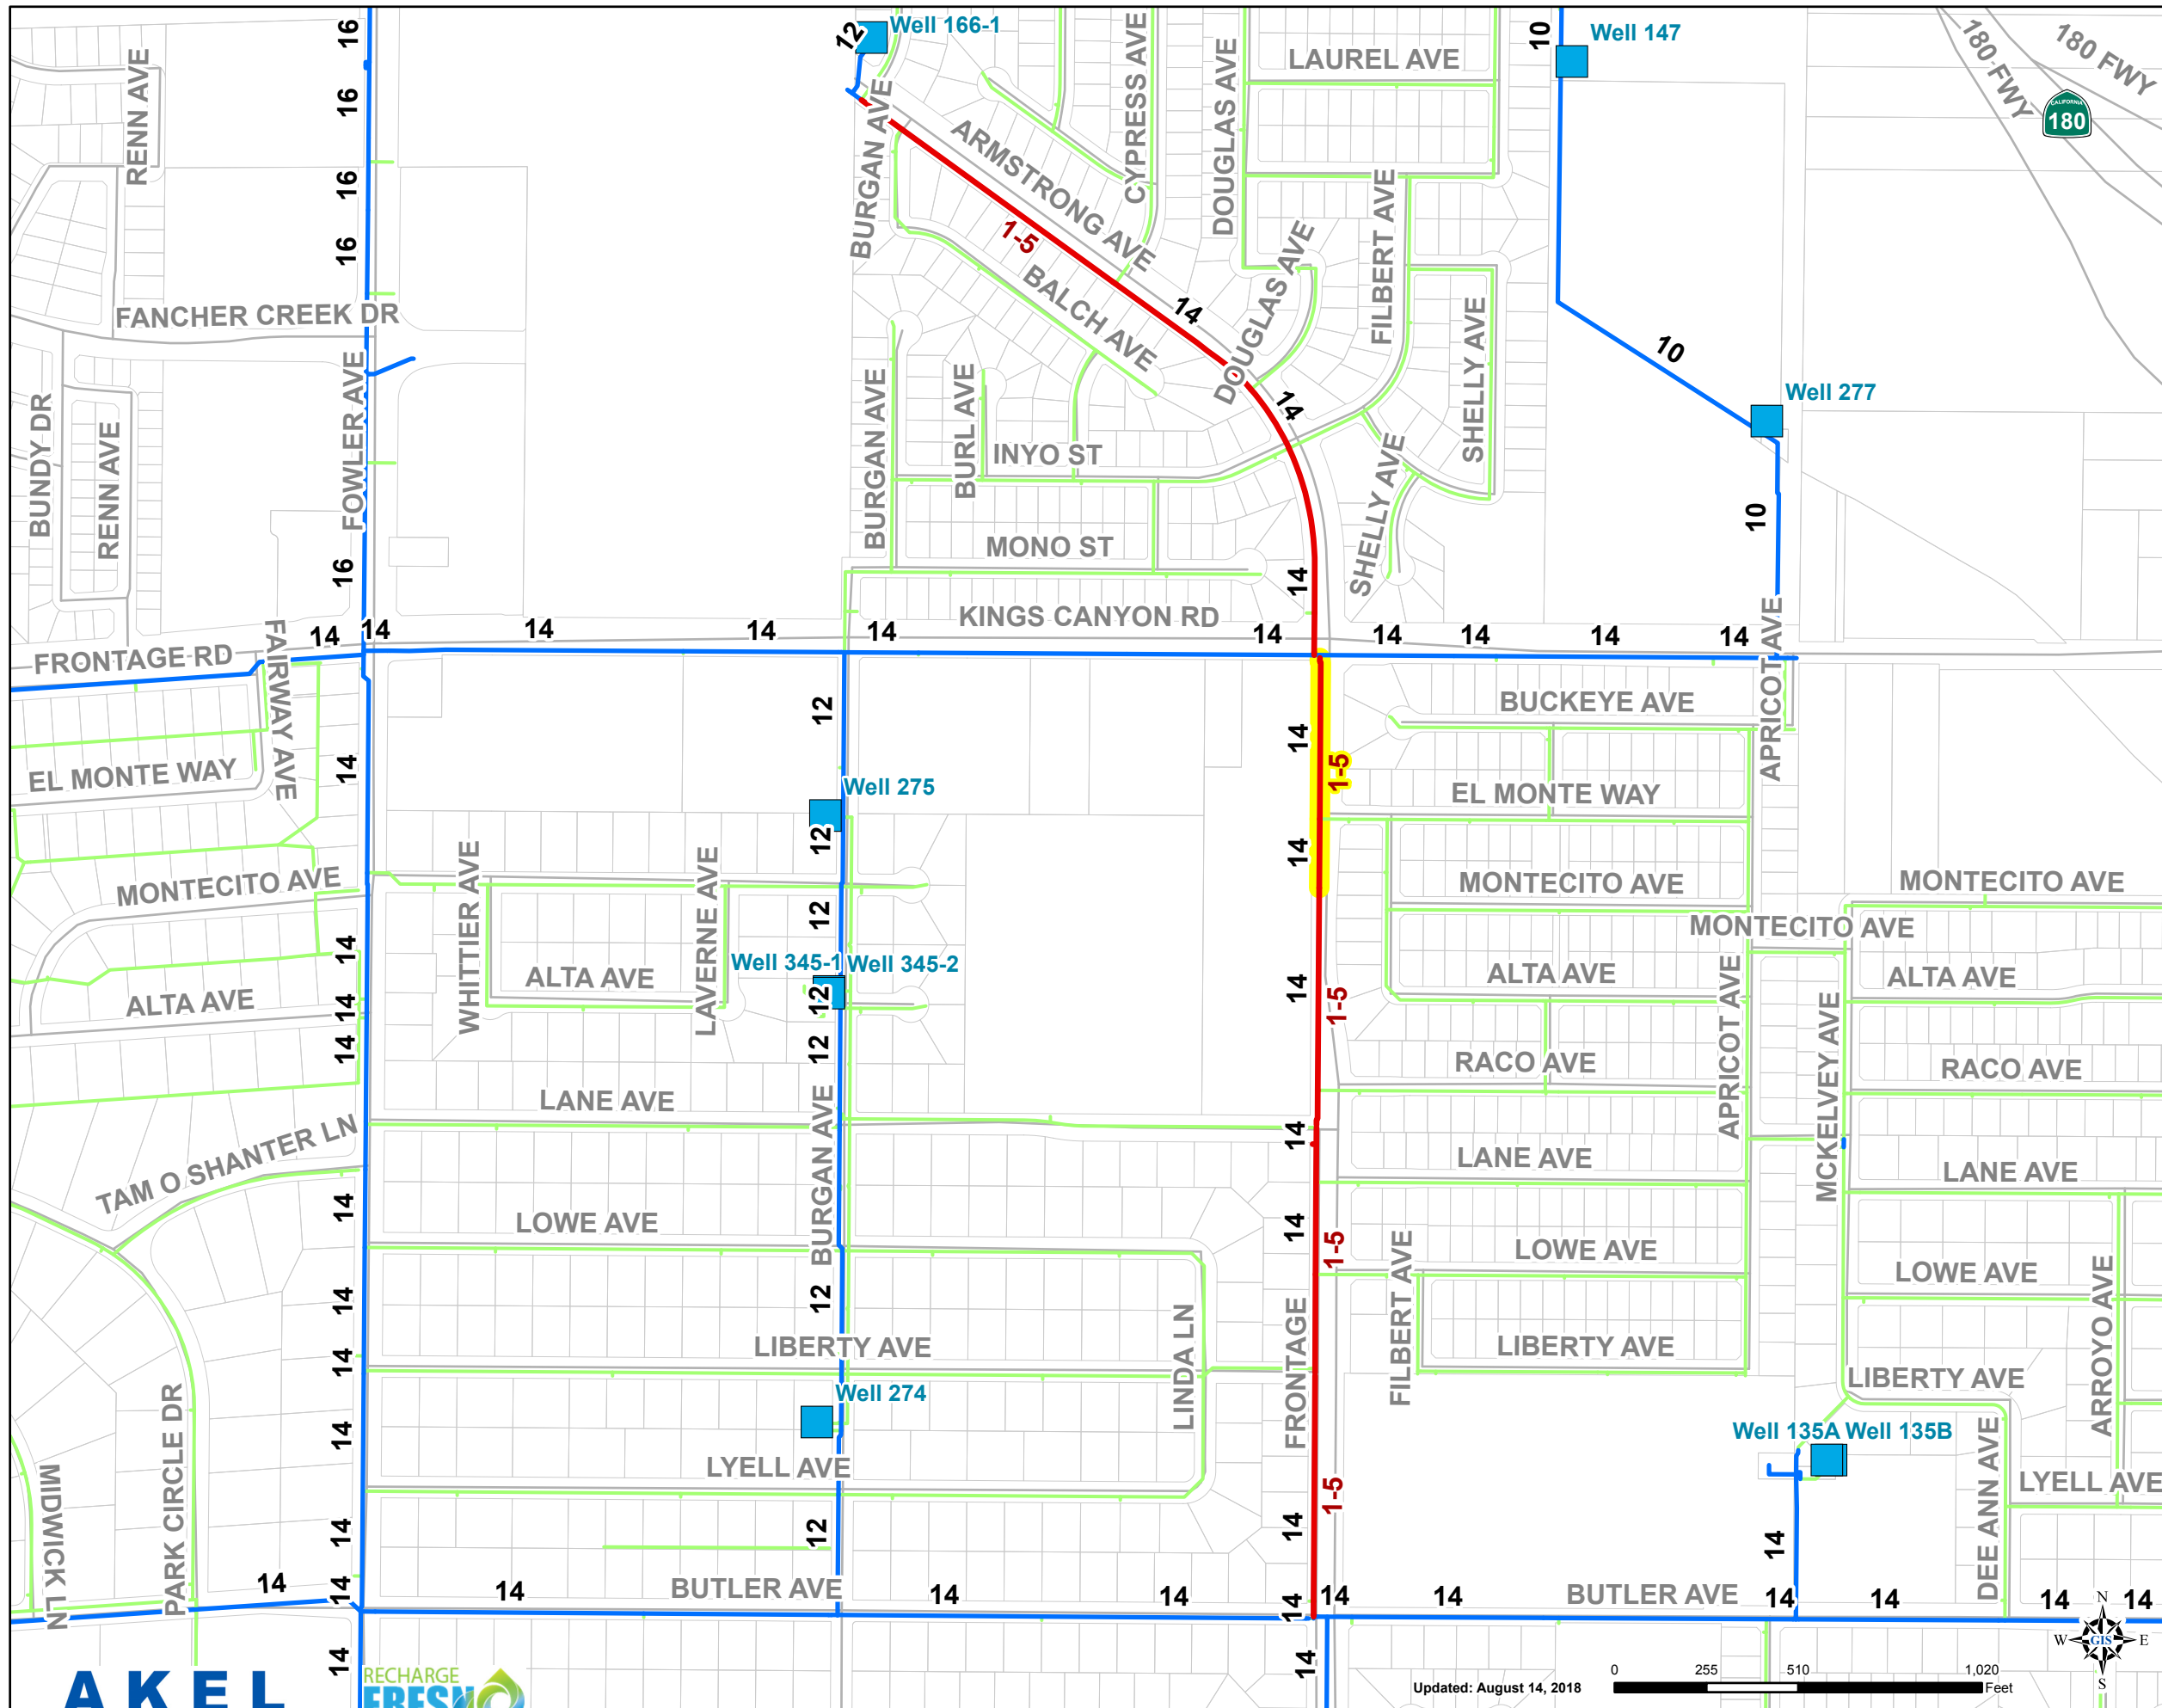 16
12
Well 166-1
CYPRESS AVE
DOUGLAS AVE
LAUREL AVE
10
Well 147
180 FWY
180 FWY
CALIFORNIA
180
RENN AVE
16
BURGAN AVE
ARMSTRONG AVE
16
16
1-5
BALCH AVE
14
DOUGLAS AVE
FILBERT AVE
SHELLY AVE
10
FANCHER CREEK DR
Well 277
BUNDY DR
RENN AVE
FOWLER AVE
BURGAN AVE
BURL AVE
INYO ST
14
SHELLY AVE
10
16
MONO ST
14
KINGS CANYON RD
FRONTAGE RD
FAIRWAY AVE
14
14
14
14
14
14
14
14
14
14
APRICOT AVE
BUCKEYE AVE
12
14
1-5
EL MONTE WAY
14
Well 275
12
EL MONTE WAY
14
MONTECITO AVE
WHITTIER AVE
LAVERNE AVE
MONTECITO AVE
MONTECITO AVE
12
MONTECITO AVE
14
Well 345-1
Well 345-2
ALTA AVE
12
14
1-5
ALTA AVE
ALTA AVE
ALTA AVE
14
14
12
RACO AVE
APRICOT AVE
MCKELVEY AVE
RACO AVE
LANE AVE
BURGAN AVE
14
LANE AVE
LANE AVE
TAM O SHANTER LN
14
LOWE AVE
14
1-5
LOWE AVE
LOWE AVE
14
12
LINDA LN
FRONTAGE
FILBERT AVE
ARROYO AVE
LIBERTY AVE
LIBERTY AVE
LIBERTY AVE
14
14
Well 274
Well 135A
Well 135B
PARK CIRCLE DR
MIDWICK LN
LYELL AVE
1-5
DEE ANN AVE
LYELL AVE
14
12
14
14
14
14
14
BUTLER AVE
14
14
14
14
14
BUTLER AVE
14
14
14
14
14
14
N
W
GIS
E
S
AKEL
RECHARGE
FRESN
Updated: August 14, 2018
0
255
510
1,020
Feet